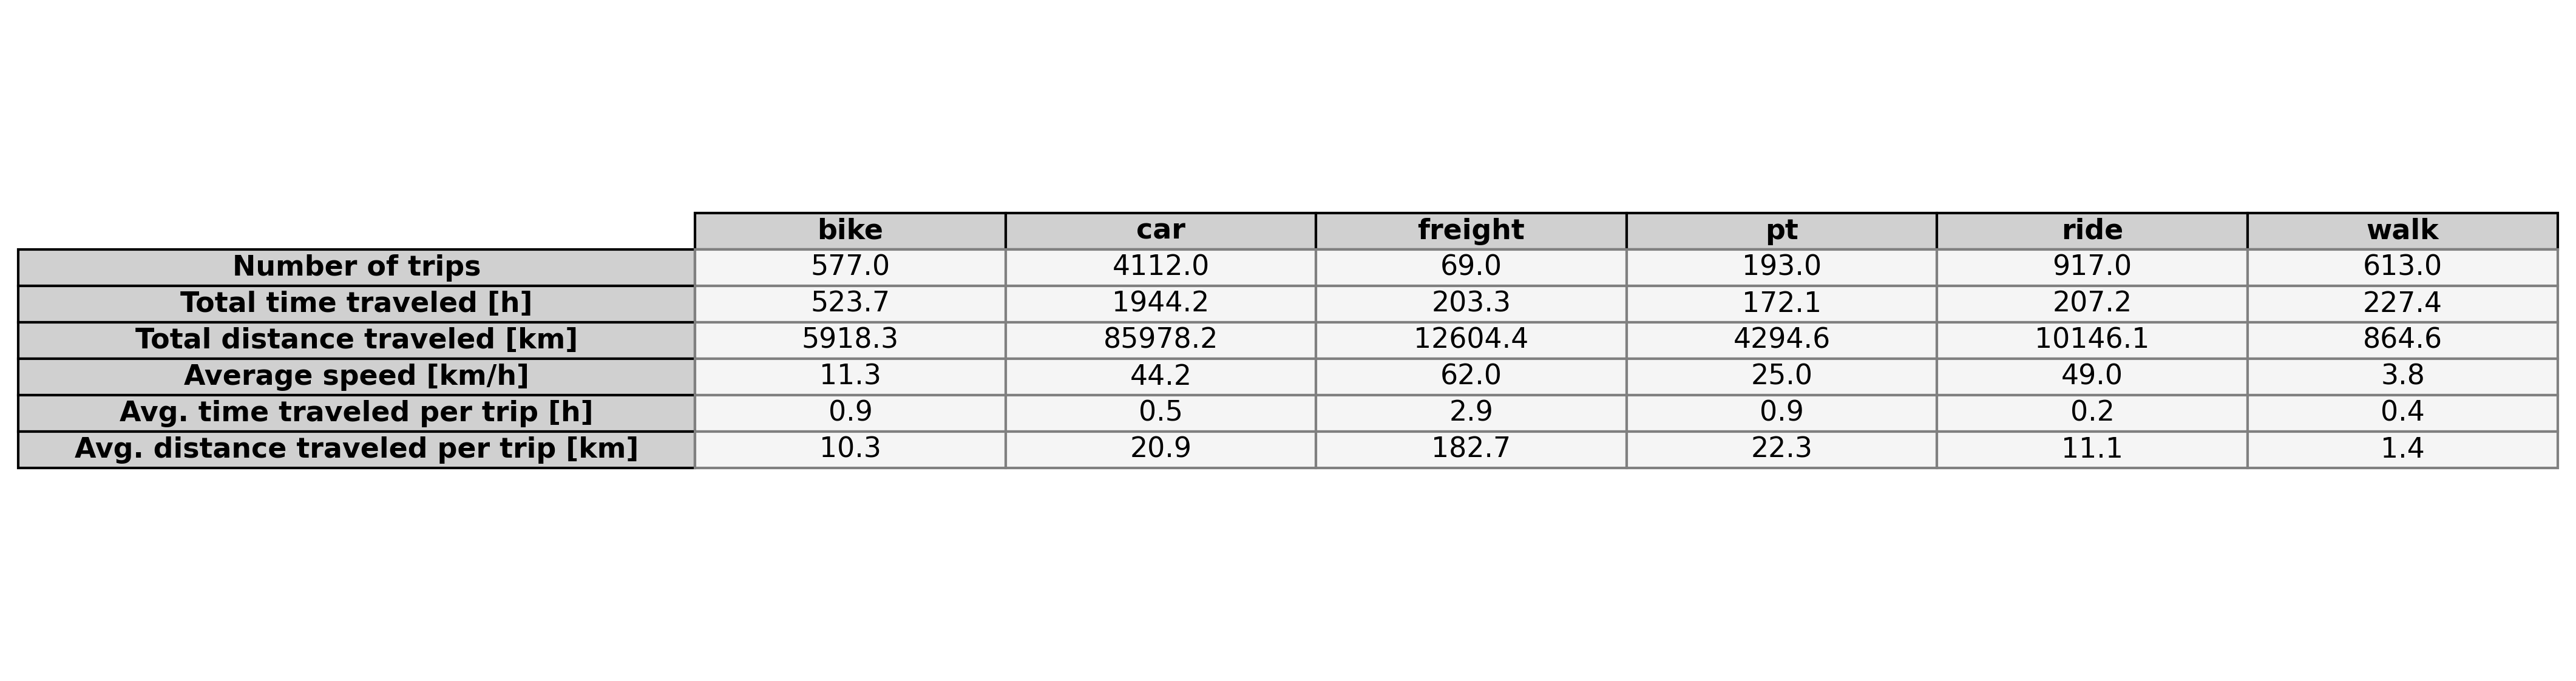 bike car freight pt ride walk
Number of trips 577.0 4112.0 69.0 193.0 917.0 613.0
Total time traveled [h] 523.7 1944.2 203.3 172.1 207.2 227.4
Total distance traveled [km] 5918.3 85978.2 12604.4 4294.6 10146.1 864.6
Average speed [km/h] 11.3 44.2 62.0 25.0 49.0 3.8
Avg. time traveled per trip [h] 0.9 0.5 2.9 0.9 0.2 0.4
Avg. distance traveled per trip [km] 10.3 20.9 182.7 22.3 11.1 1.4